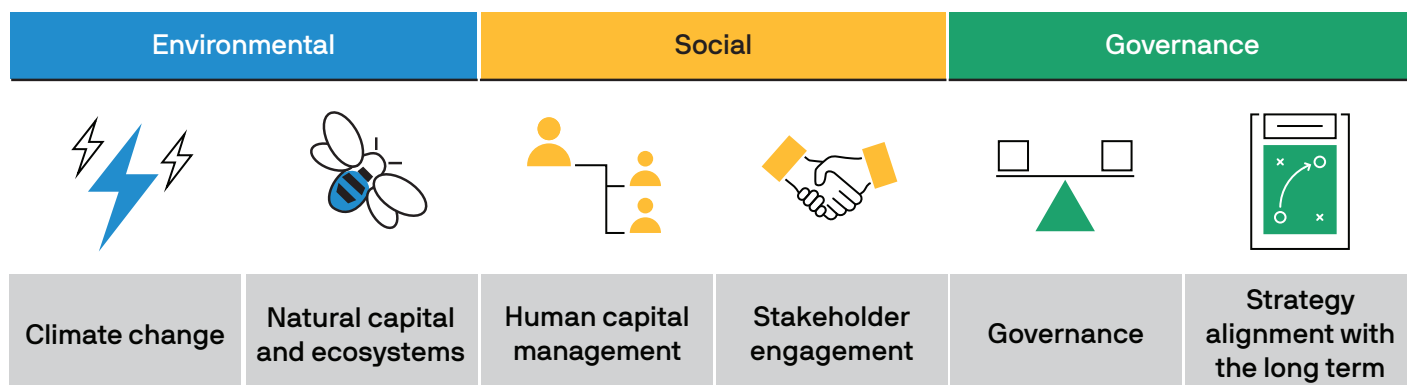 Environmental
Social
Governance
Climate change
Natural capital
and ecosystems
Human capital
management
Stakeholder
engagement
Governance
Strategy
alignment with
the long term